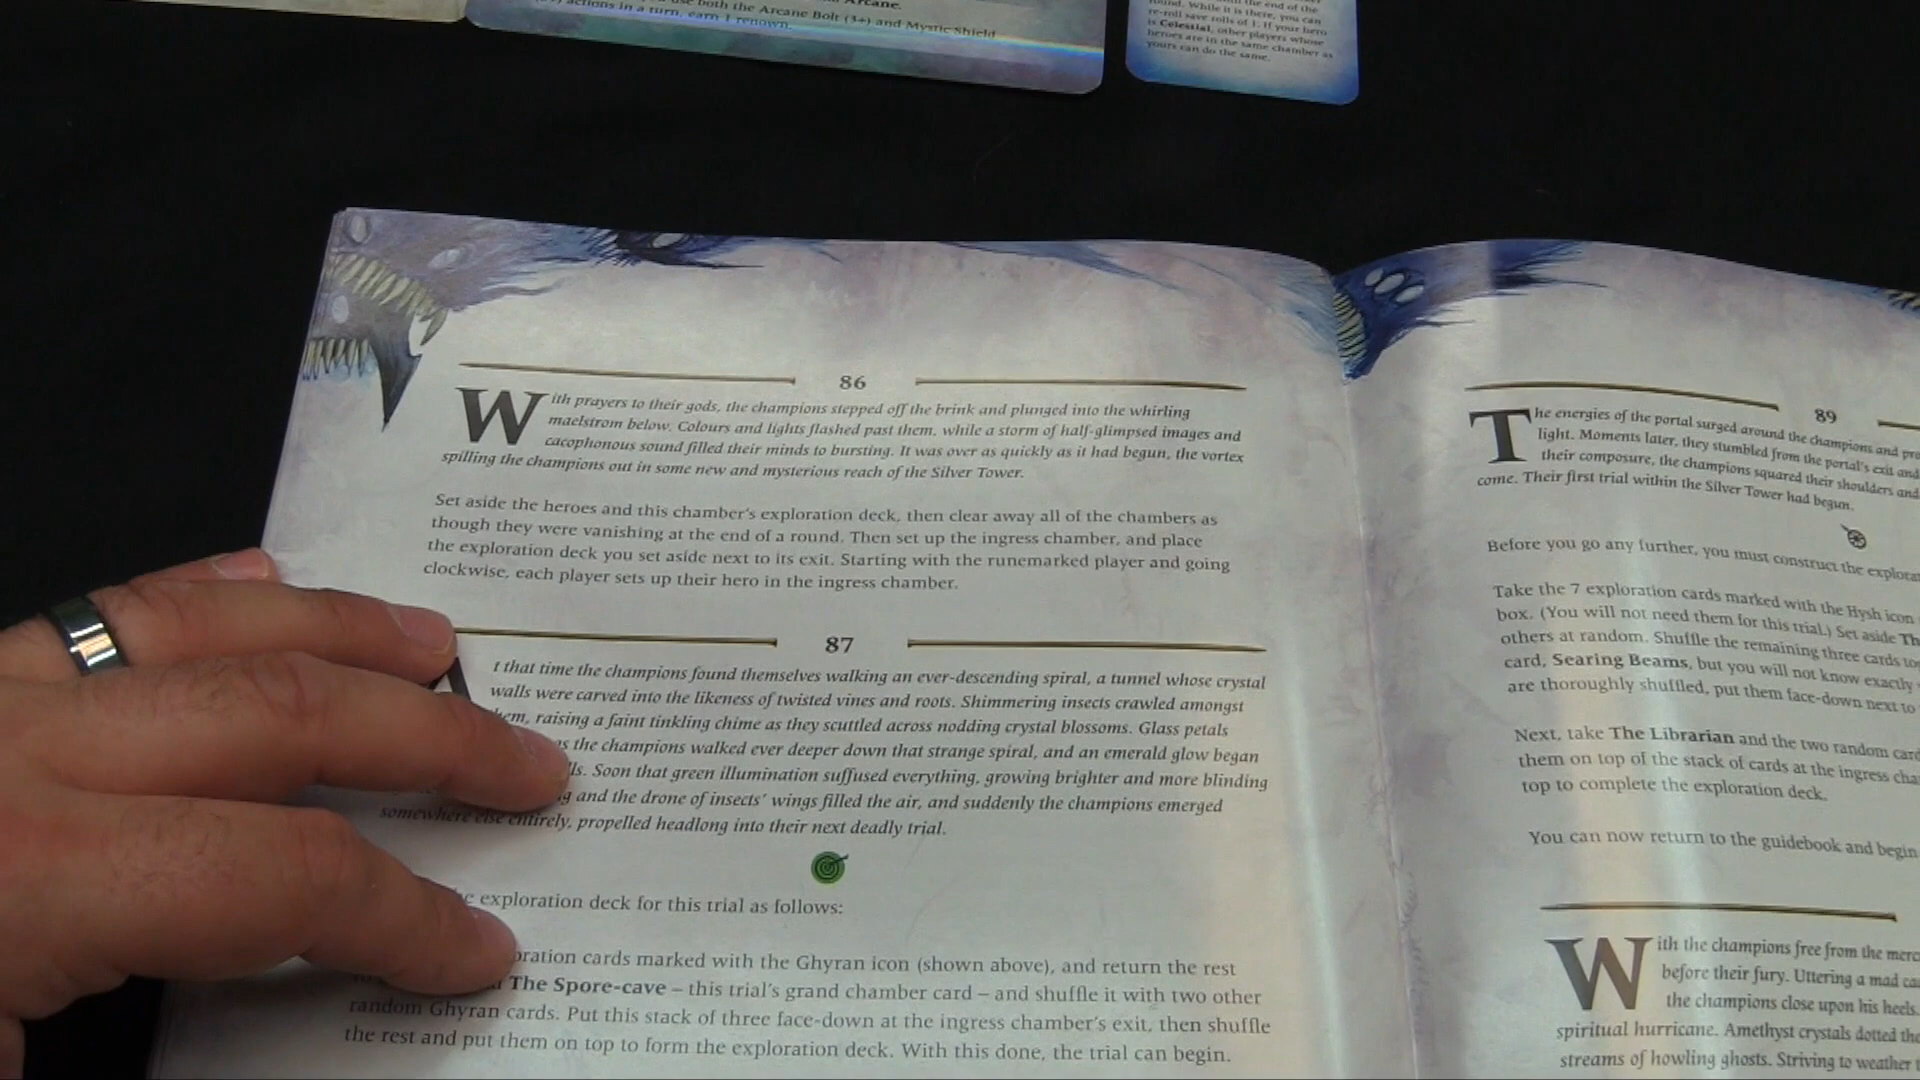 use both the Arcane Bolt (3+) and Mystic Shield
actions in a turn, earn 1 renown.
Arcane.
the end of the
round. While it is there, you can
re-roll save rolls of 1. If your hero
is Celestial, other players whose
heroes are in the same chamber as
yours can do the same.
86
With prayers to their gods, the champions stepped off the brink and plunged into the whirling
maelstrom below. Colours and lights flashed past them, while a storm of half-glimpsed images and
cacophonous sound filled their minds to bursting. It was over as quickly as it had begun, the vortex
spilling the champions out in some new and mysterious reach of the Silver Tower.
Set aside the heroes and this chamber's exploration deck, then clear away all of the chambers as
though they were vanishing at the end of a round. Then set up the ingress chamber, and place
the exploration deck you set aside next to its exit. Starting with the runemarked player and going
clockwise, each player sets up their hero in the ingress chamber.
87
At that time the champions found themselves walking an ever-descending spiral, a tunnel whose crystal
walls were carved into the likeness of twisted vines and roots. Shimmering insects crawled amongst
them, raising a faint tinkling chime as they scuttled across nodding crystal blossoms. Glass petals
as the champions walked ever deeper down that strange spiral, and an emerald glow began
Soon that green illumination suffused everything, growing brighter and more blinding
and the drone of insects' wings filled the air, and suddenly the champions emerged
somewhere else entirely, propelled headlong into their next deadly trial.
exploration deck for this trial as follows:
cards marked with the Ghyran icon (shown above), and return the rest
The Spore-cave – this trial's grand chamber card – and shuffle it with two other
random Ghyran cards. Put this stack of three face-down at the ingress chamber's exit, then shuffle
the rest and put them on top to form the exploration deck. With this done, the trial can begin.
89
The energies of the portal surged around the champions and
light. Moments later, they stumbled from the portal's exit and
their composure, the champions squared their shoulders and
come. Their first trial within the Silver Tower had begun.
Before you go any further, you must construct the
Take the 7 exploration cards marked with the Hysh icon
box. (You will not need them for this trial.) Set aside
others at random. Shuffle the remaining three cards
card, Searing Beams, but you will not know exactly
are thoroughly shuffled, put them face-down next to
Next, take The Librarian and the two random
them on top of the stack of cards at the ingress
top to complete the exploration deck.
You can now return to the guidebook and begin
With the champions free from the
before their fury. Uttering a mad
the champions close upon his heels.
spiritual hurricane. Amethyst crystals dotted
streams of howling ghosts. Striving to weather